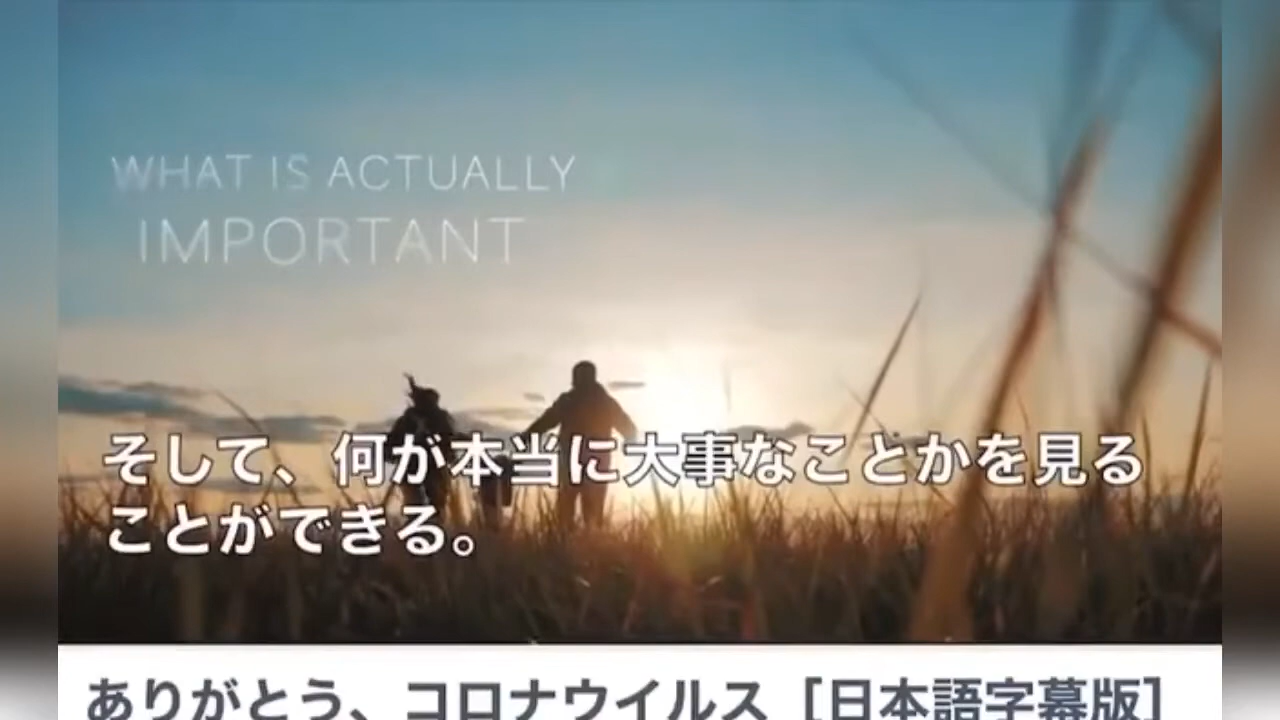 WHAT IS ACTUALLY
IMPORTANT
そして、何が本当に大事なことかを見る
ことができる。
ありがとう、コロナウイルス［日本語字幕版］